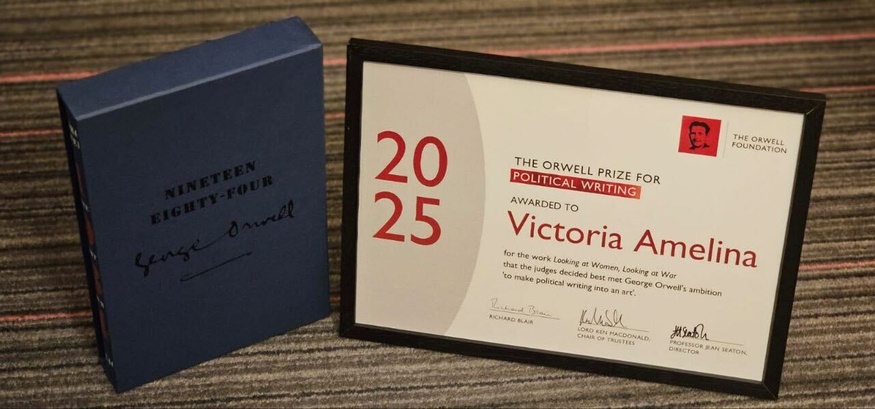 NINETEEN
EIGHTY-FOUR
George Orwell
THE ORWELL
FOUNDATION
20
25
THE ORWELL PRIZE FOR
POLITICAL WRITING
AWARDED TO
Victoria Amelina
for the work Looking at Women, Looking at War
that the judges decided best met George Orwell's ambition
'to make political writing into an art'.
Richard Blair
RICHARD BLAIR
LORD KEN MACDONALD,
CHAIR OF TRUSTEES
PROFESSOR JEAN SEATON,
DIRECTOR